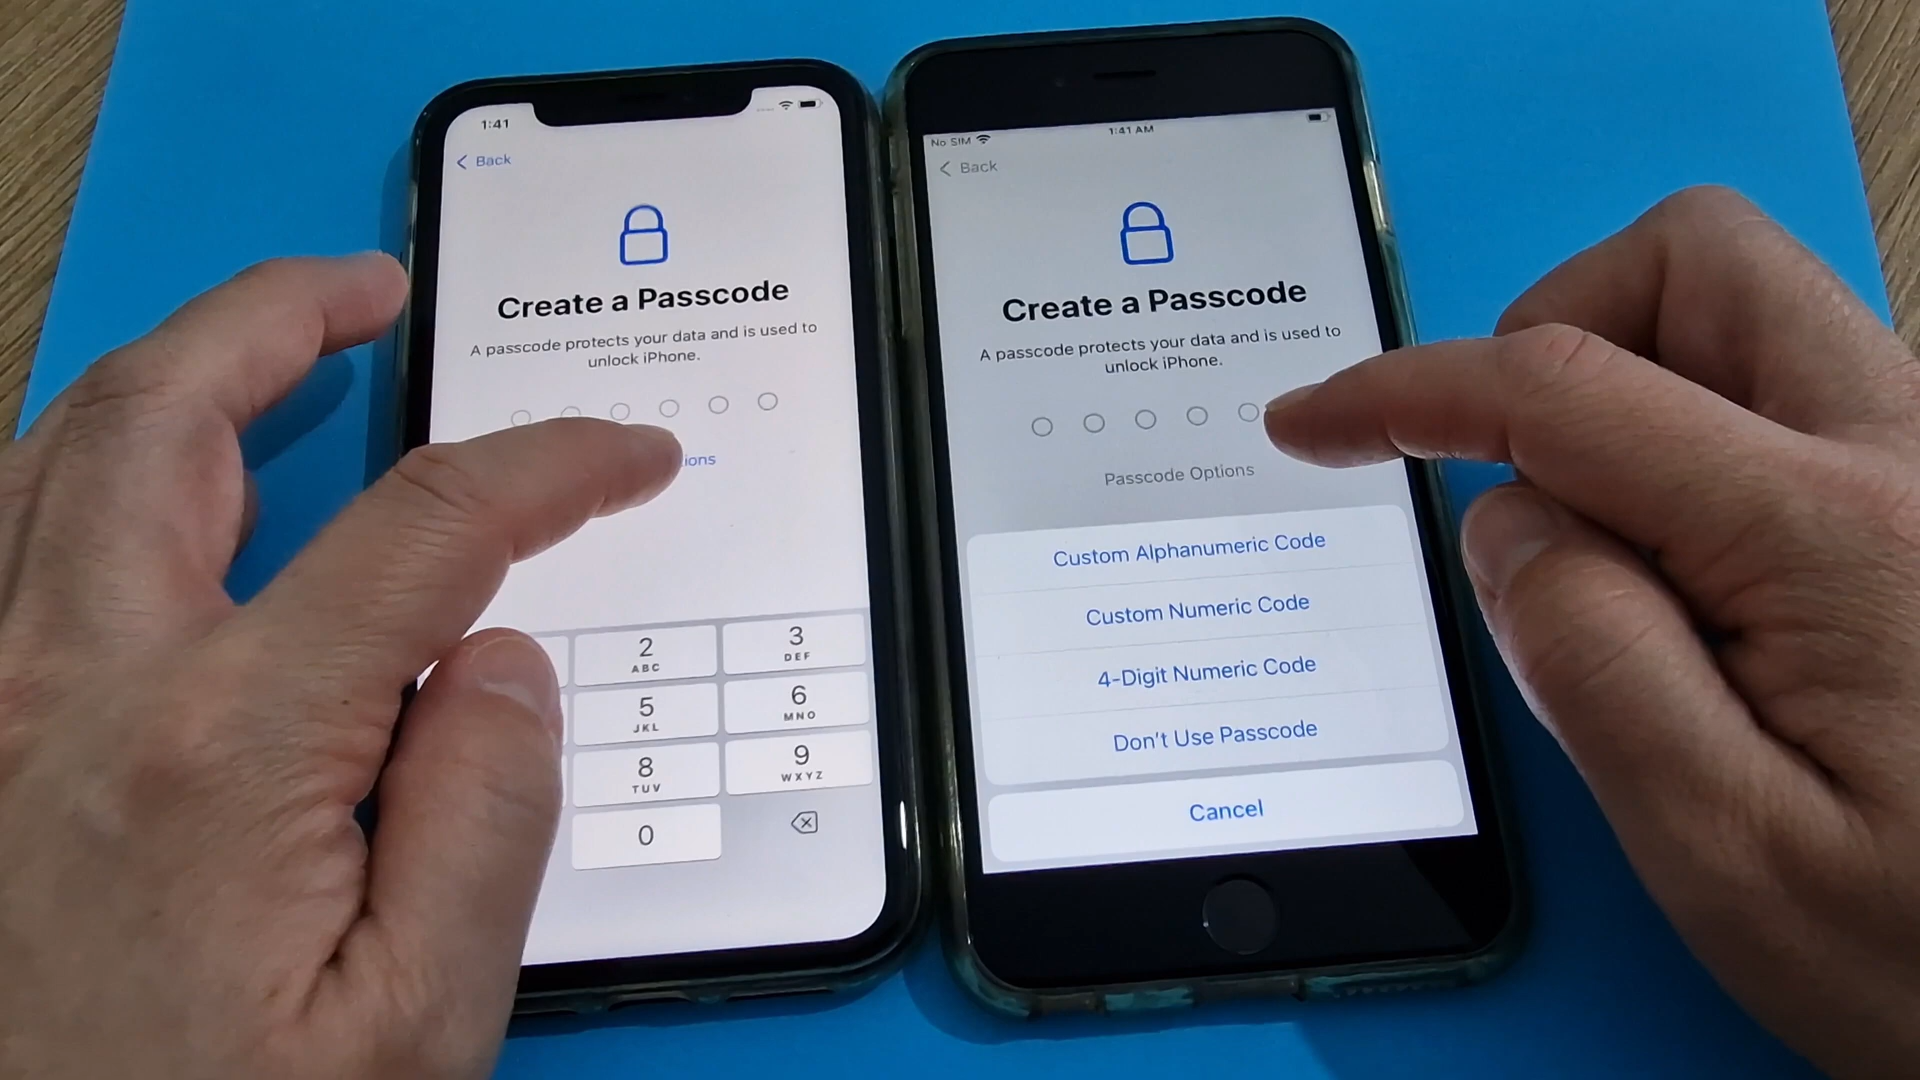 1:41
Back
Create a Passcode
A passcode protects your data and is used to
unlock iPhone.
ions
2
ABC
3
DEF
5
JKL
6
MNO
8
TUV
9
WXYZ
0
No SIM
1:41 AM
Back
Create a Passcode
A passcode protects your data and is used to
unlock iPhone.
Passcode Options
Custom Alphanumeric Code
Custom Numeric Code
4-Digit Numeric Code
Don't Use Passcode
Cancel